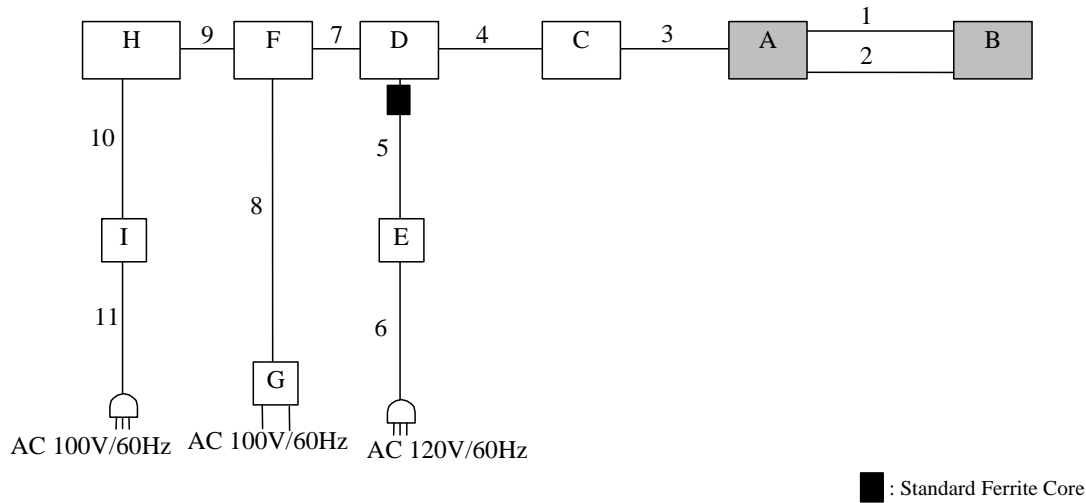 1
H 9 F 7 D 4 C 3 A B
2
10 5
8
I E
11 6
G
AC 100V/60Hz AC 100V/60Hz AC 120V/60Hz
: Standard Ferrite Core